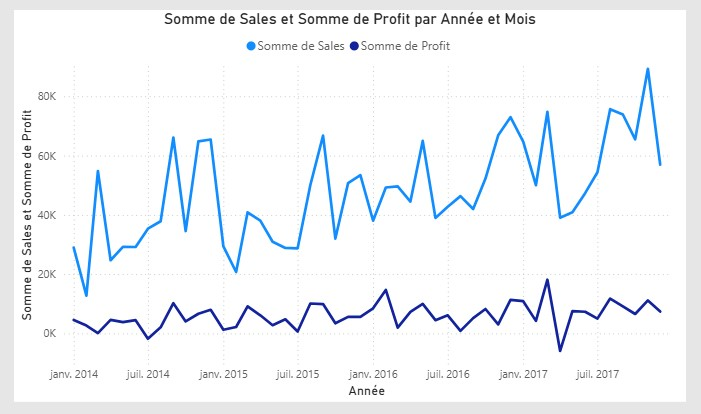 Somme de Sales et Somme de Profit par Année et Mois
Somme de Sales Somme de Profit
Somme de Sales et Somme de Profit
80K
60K
40K
20K
0K
janv. 2014 juil. 2014 janv. 2015 juil. 2015 janv. 2016 juil. 2016 janv. 2017 juil. 2017
Année